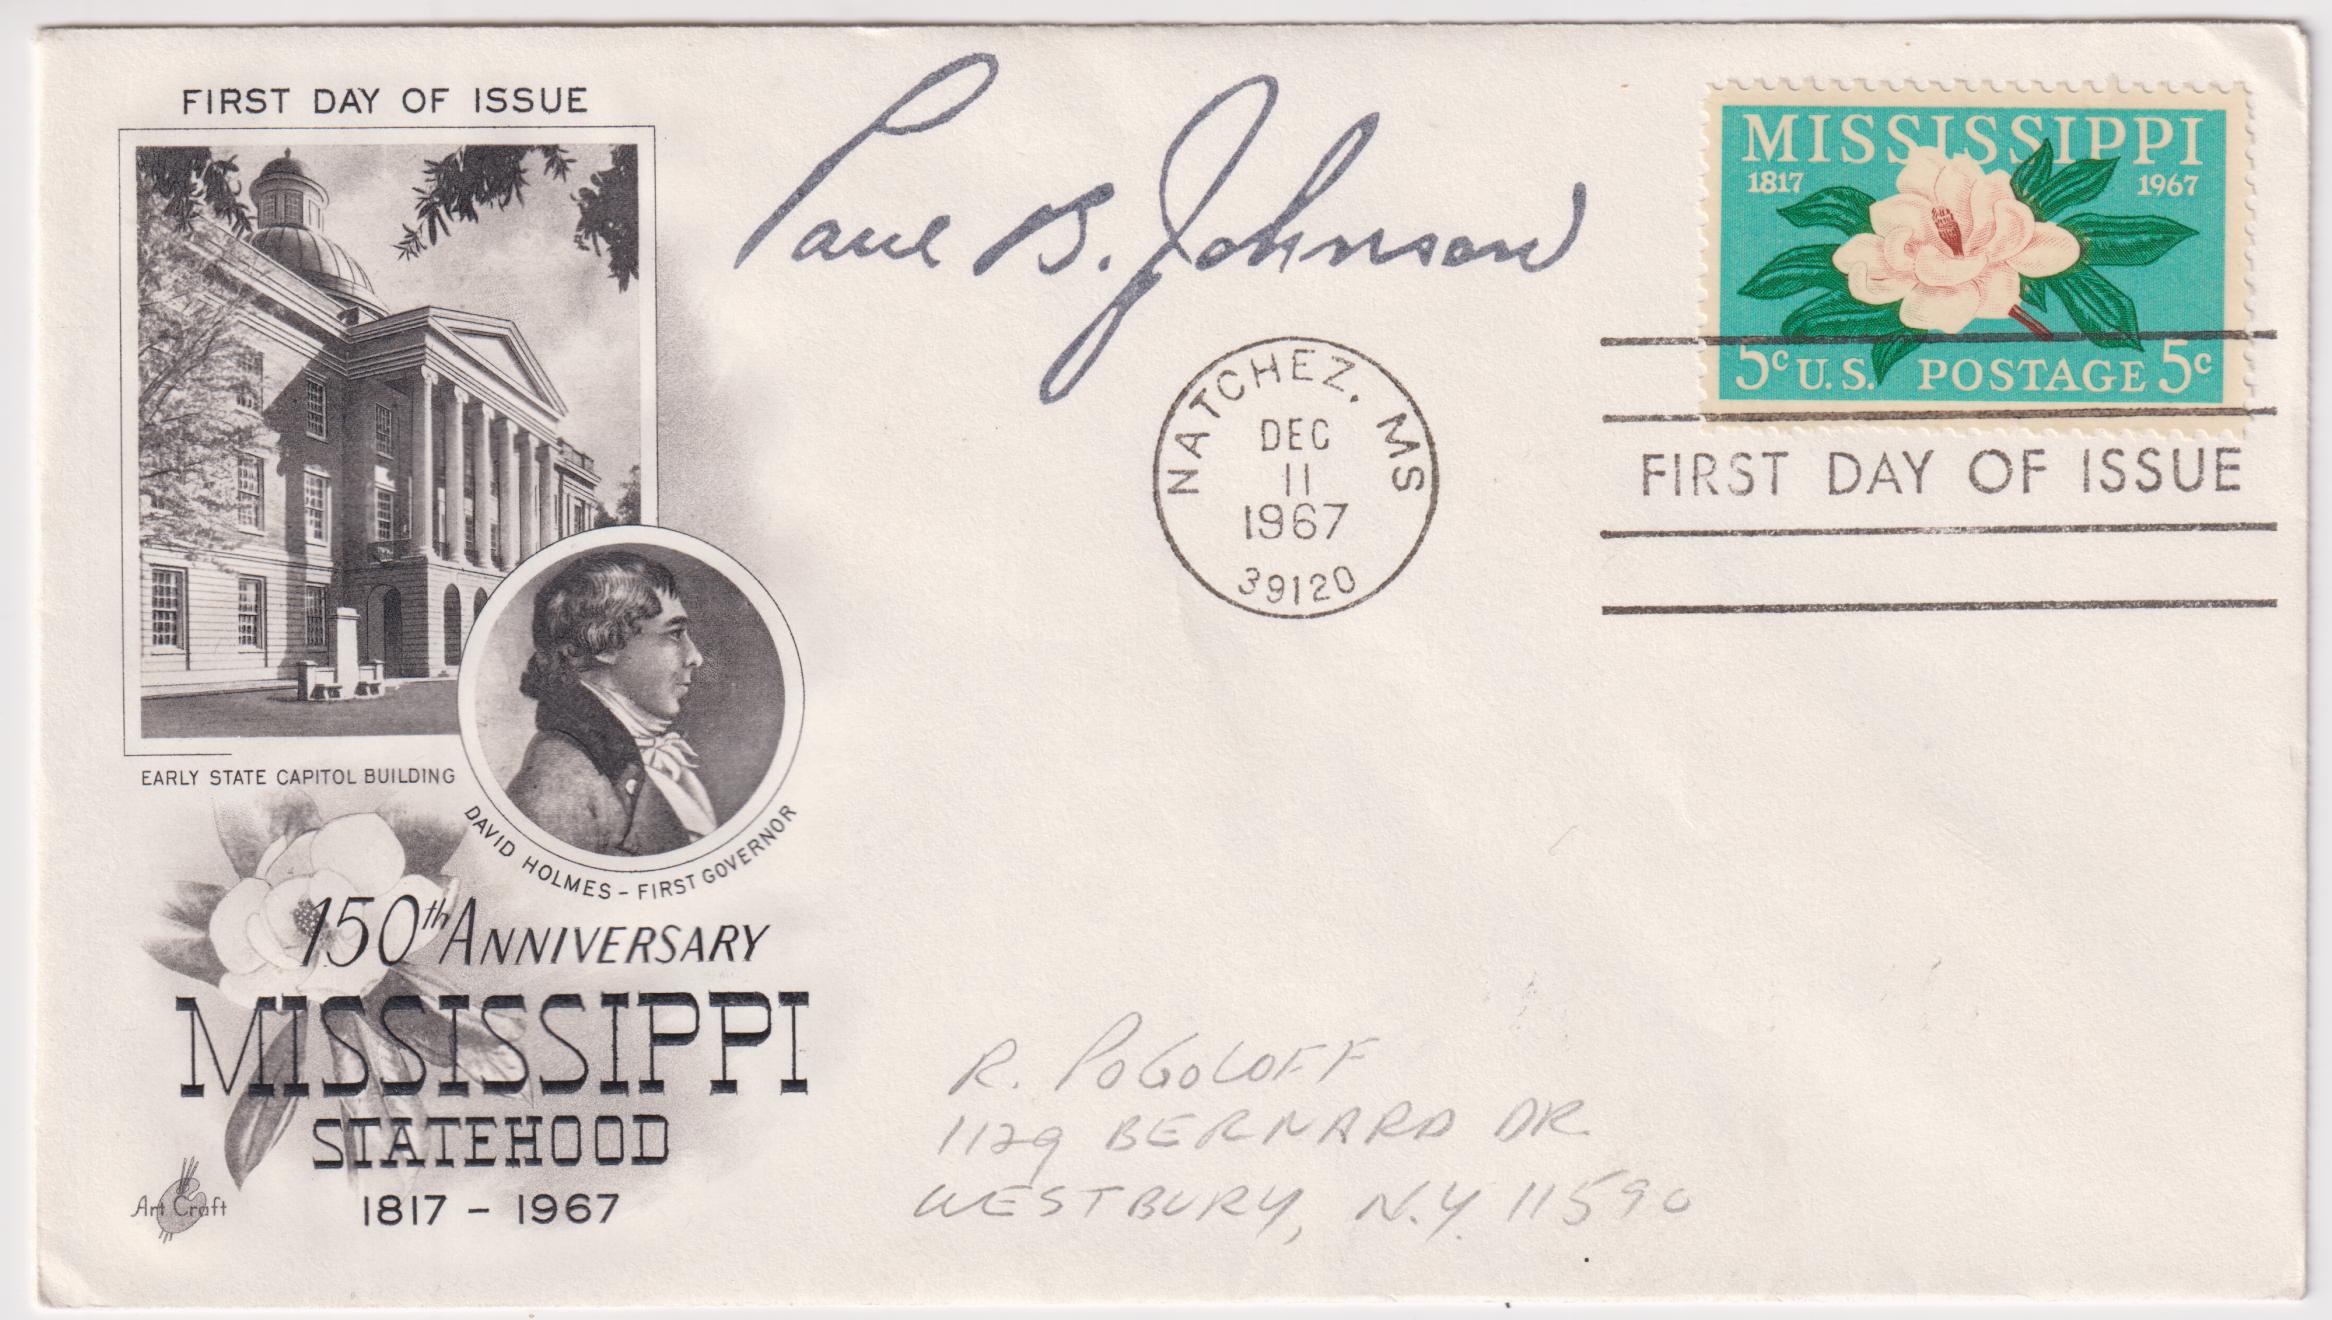 FIRST DAY OF ISSUE
Paul B. Johnson
MISSISSIPPI
1817 1967
5c U.S. POSTAGE 5c
NATCHEZ, MS
DEC
11
1967
39120
FIRST DAY OF ISSUE
EARLY STATE CAPITOL BUILDING
DAVID HOLMES – FIRST GOVERNOR
150th ANNIVERSARY
MISSISSIPPI
STATEHOOD
1817 – 1967
Art Craft
R. POGOLOFF
1129 BERNARD DR
WESTBURY, N.Y. 11590